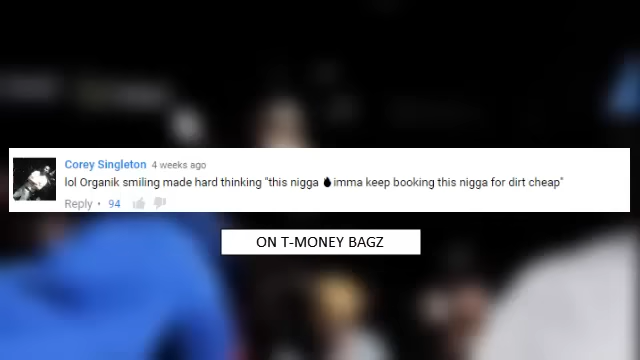 Corey Singleton 4 weeks ago
lol Organik smiling made hard thinking "this nigga 🔥imma keep booking this nigga for dirt cheap"
Reply • 94
ON T-MONEY BAGZ